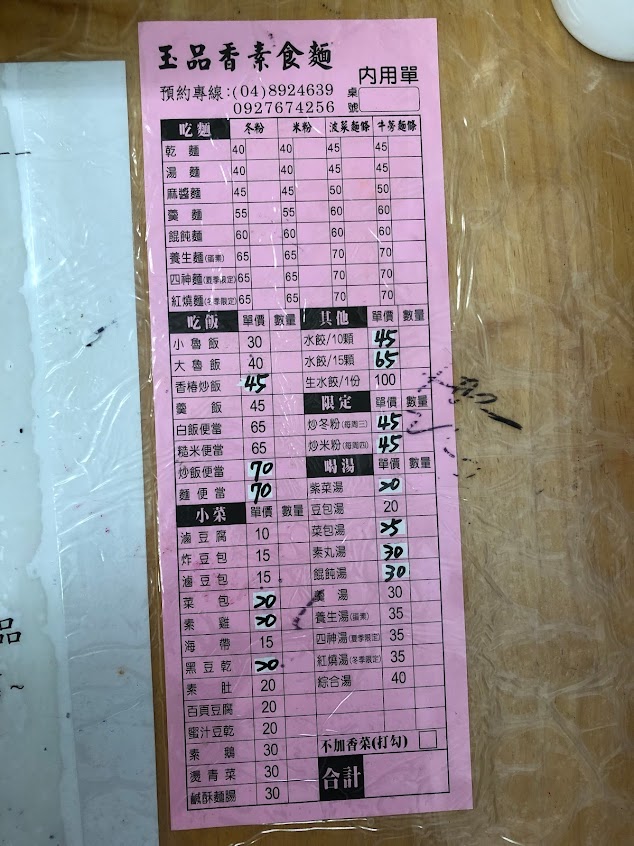 玉品香素食麵
內用單
預約專線:(04)8924639
0927674256
桌號
吃麵 冬粉 米粉 菠菜麵條 牛蒡麵條
乾麵 40 40 45 45
湯麵 40 40 45 45
麻醬麵 45 45 50 50
羹麵 55 55 60 60
餛飩麵 60 60 60 60
養生麵(蛋素) 65 65 70 70
四神麵(夏季限定) 65 65 70 70
紅燒麵(冬季限定) 65 65 70 70
吃飯 單價 數量
小魯飯 30
大魯飯 40
香椿炒飯 45
羹飯 45
白飯便當 65
糙米便當 65
炒飯便當 70
麵便當 70
小菜 單價 數量
滷豆腐 10
炸豆包 15
滷豆包 15
菜包 20
素雞 20
海帶 15
黑豆乾 20
素肚 20
百頁豆腐 20
蜜汁豆乾 20
素鵝 30
燙青菜 30
鹹酥麵腸 30
其他 單價 數量
水餃/10顆 45
水餃/15顆 65
生水餃/1份 100
限定 單價 數量
炒冬粉(每周三) 45
炒米粉(每周四) 45
喝湯 單價 數量
紫菜湯 20
豆包湯 20
菜包湯 25
素丸湯 30
餛飩湯 30
羹湯 30
養生湯(蛋素) 35
四神湯(夏季限定) 35
紅燒湯(冬季限定) 35
綜合湯 40
不加香菜(打勾)
合計
品